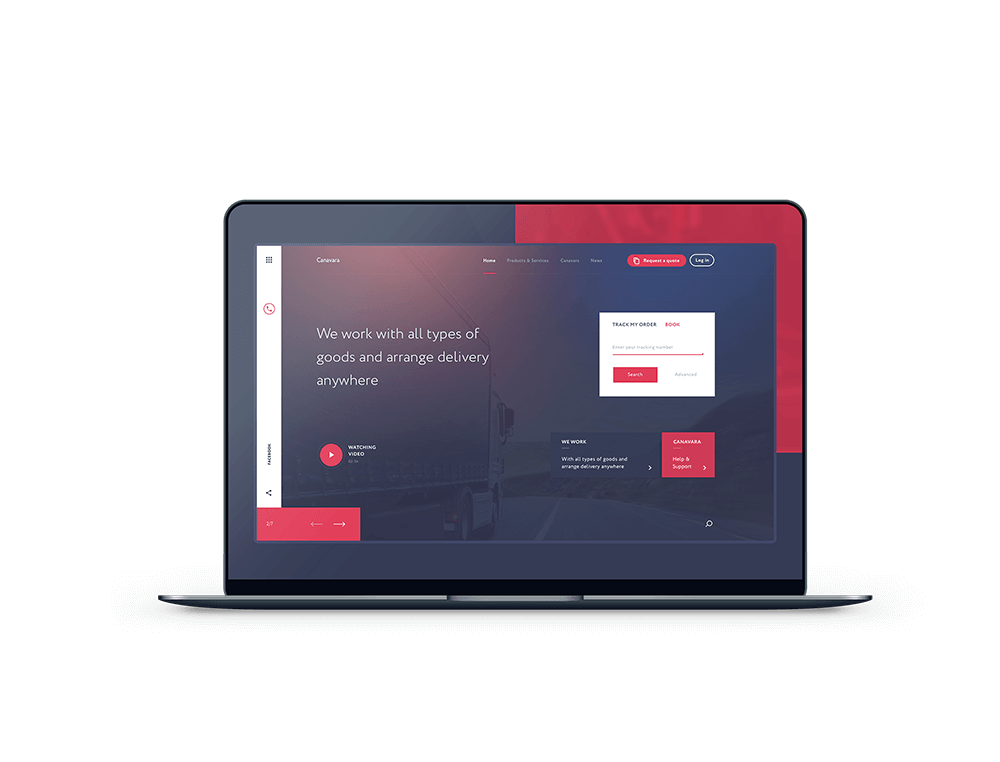 Canavara
Home Products & Services Canavara News
Request a quote
Log in
We work with all types of
goods and arrange delivery
anywhere
TRACK MY ORDER BOOK
Enter your tracking number
Search Advanced
WATCHING
VIDEO
WE WORK
With all types of goods and
arrange delivery anywhere
CANAVARA
Help &
Support
FACEBOOK
2/7